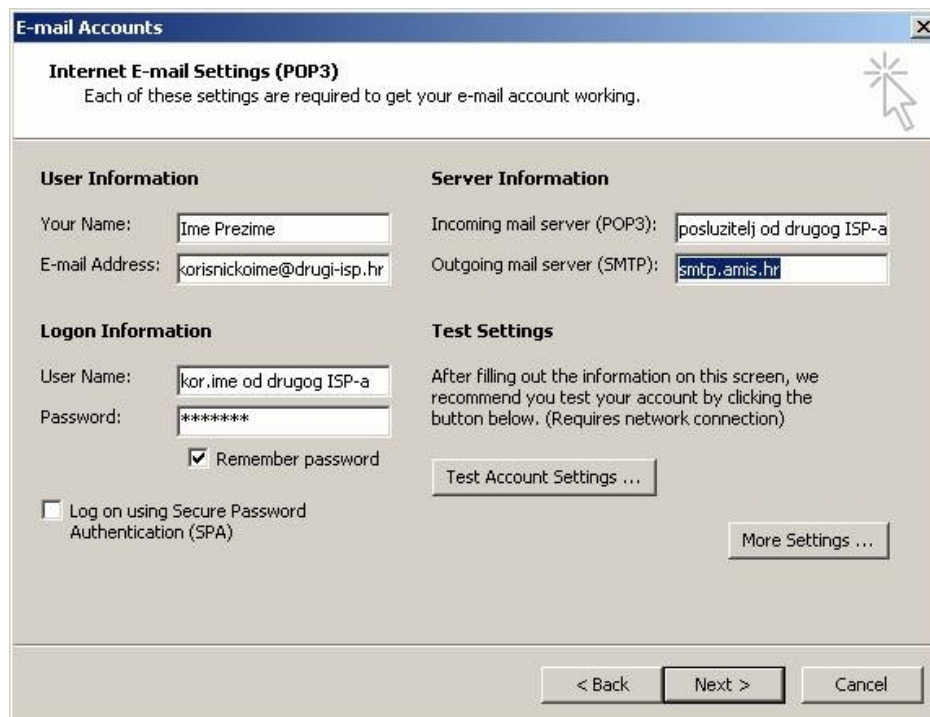 E-mail Accounts
Internet E-mail Settings (POP3)
Each of these settings are required to get your e-mail account working.
User Information
Your Name: Ime Prezime
E-mail Address: korisnickoime@drugi-isp.hr
Server Information
Incoming mail server (POP3): posluzitelj od drugog ISP-a
Outgoing mail server (SMTP): smtp.amis.hr
Logon Information
User Name: kor.ime od drugog ISP-a
Password: *******
Remember password
Log on using Secure Password
Authentication (SPA)
Test Settings
After filling out the information on this screen, we
recommend you test your account by clicking the
button below. (Requires network connection)
Test Account Settings ...
More Settings ...
< Back Next > Cancel